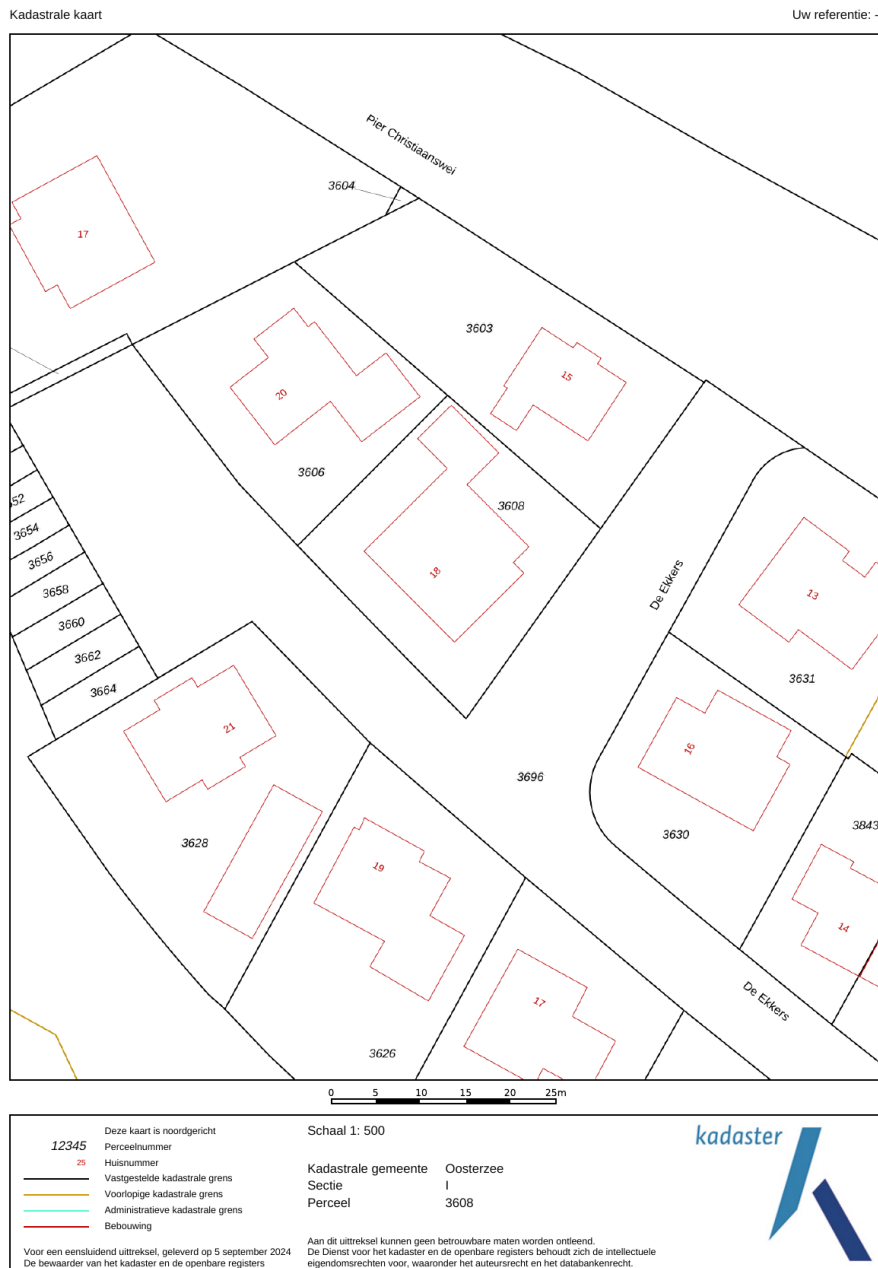 Kadastrale kaart
Uw referentie: -
Pier Christiaanswei
3604
17
3603
15
20
3606
3608
18
De Ekkers
13
3631
52
3654
3656
3658
3660
3662
3664
21
16
3696
3628
3630
3843
19
14
17
De Ekkers
3626
0 5 10 15 20 25m
Deze kaart is noordgericht
12345 Perceelnummer
25 Huisnummer
Vastgestelde kadastrale grens
Voorlopige kadastrale grens
Administratieve kadastrale grens
Bebouwing
Voor een eensluidend uittreksel, geleverd op 5 september 2024
De bewaarder van het kadaster en de openbare registers
Schaal 1: 500
Kadastrale gemeente Oosterzee
Sectie I
Perceel 3608
Aan dit uittreksel kunnen geen betrouwbare maten worden ontleend.
De Dienst voor het kadaster en de openbare registers behoudt zich de intellectuele
eigendomsrechten voor, waaronder het auteursrecht en het databankenrecht.
kadaster